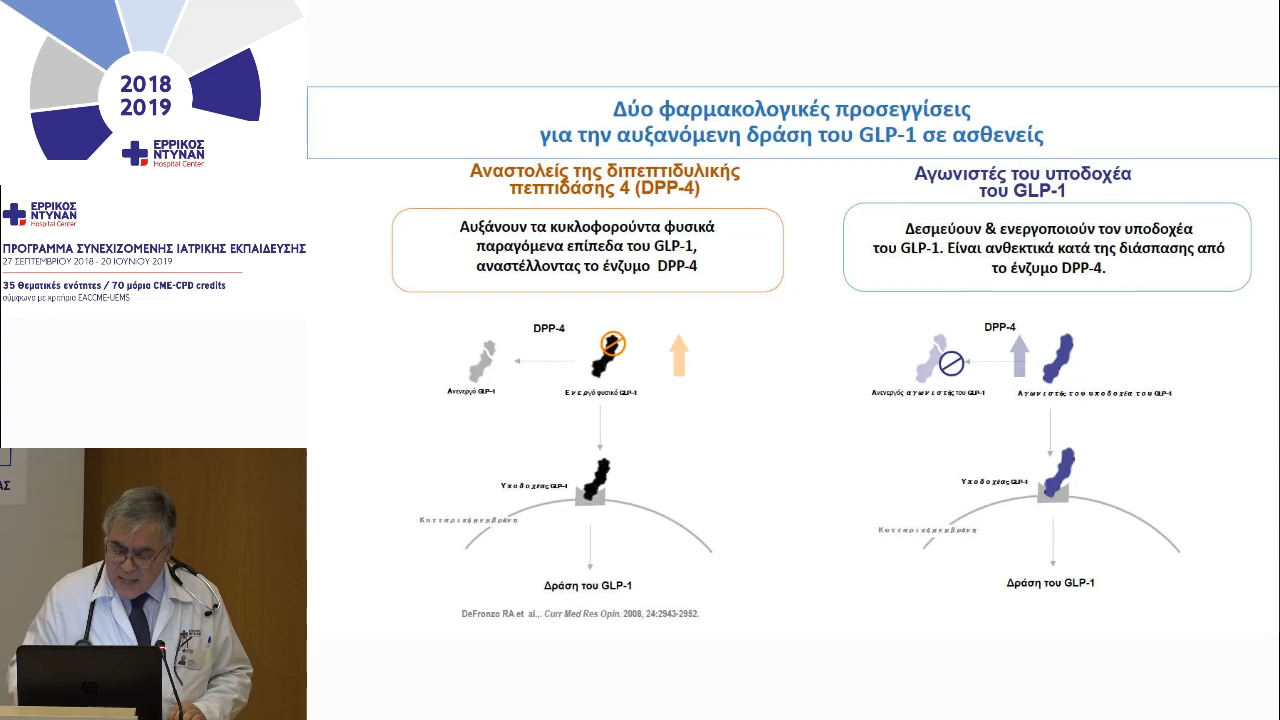 2018
2019
ΕΡΡΙΚΟΣ
ΝΤΥΝΑΝ
Hospital Center
ΕΡΡΙΚΟΣ
ΝΤΥΝΑΝ
Hospital Center
ΠΡΟΓΡΑΜΜΑ ΣΥΝΕΧΙΖΟΜΕΝΗΣ ΙΑΤΡΙΚΗΣ ΕΚΠΑΙΔΕΥΣΗΣ
27 ΣΕΠΤΕΜΒΡΙΟΥ 2018 - 20 ΙΟΥΝΙΟΥ 2019
35 Θεματικές ενότητες / 70 μόρια CME-CPD credits
σύμφωνα με κριτήρια EACCME-UEMS
Δύο φαρμακολογικές προσεγγίσεις
για την αυξανόμενη δράση του GLP-1 σε ασθενείς
Αναστολείς της διπεπτιδυλικής
πεπτιδάσης 4 (DPP-4)
Αυξάνουν τα κυκλοφορούντα φυσικά
παραγόμενα επίπεδα του GLP-1,
αναστέλλοντας το ένζυμο DPP-4
DPP-4
Ανενεργό GLP-1
Ενεργό φυσικό GLP-1
Υποδοχέας GLP-1
Κυτταρική μεμβράνη
Δράση του GLP-1
DeFronzo RA et al.,. Curr Med Res Opin. 2008, 24:2943-2952.
Αγωνιστές του υποδοχέα
του GLP-1
Δεσμεύουν & ενεργοποιούν τον υποδοχέα
του GLP-1. Είναι ανθεκτικά κατά της διάσπασης από
το ένζυμο DPP-4.
DPP-4
Ανενεργός αγωνιστής του GLP-1
Αγωνιστές του υποδοχέα του GLP-1
Υποδοχέας GLP-1
Κυτταρική μεμβράνη
Δράση του GLP-1
ΑΣ
ΕΡΡΙΚΟΣ
ΝΤΥΝΑΝ
hp